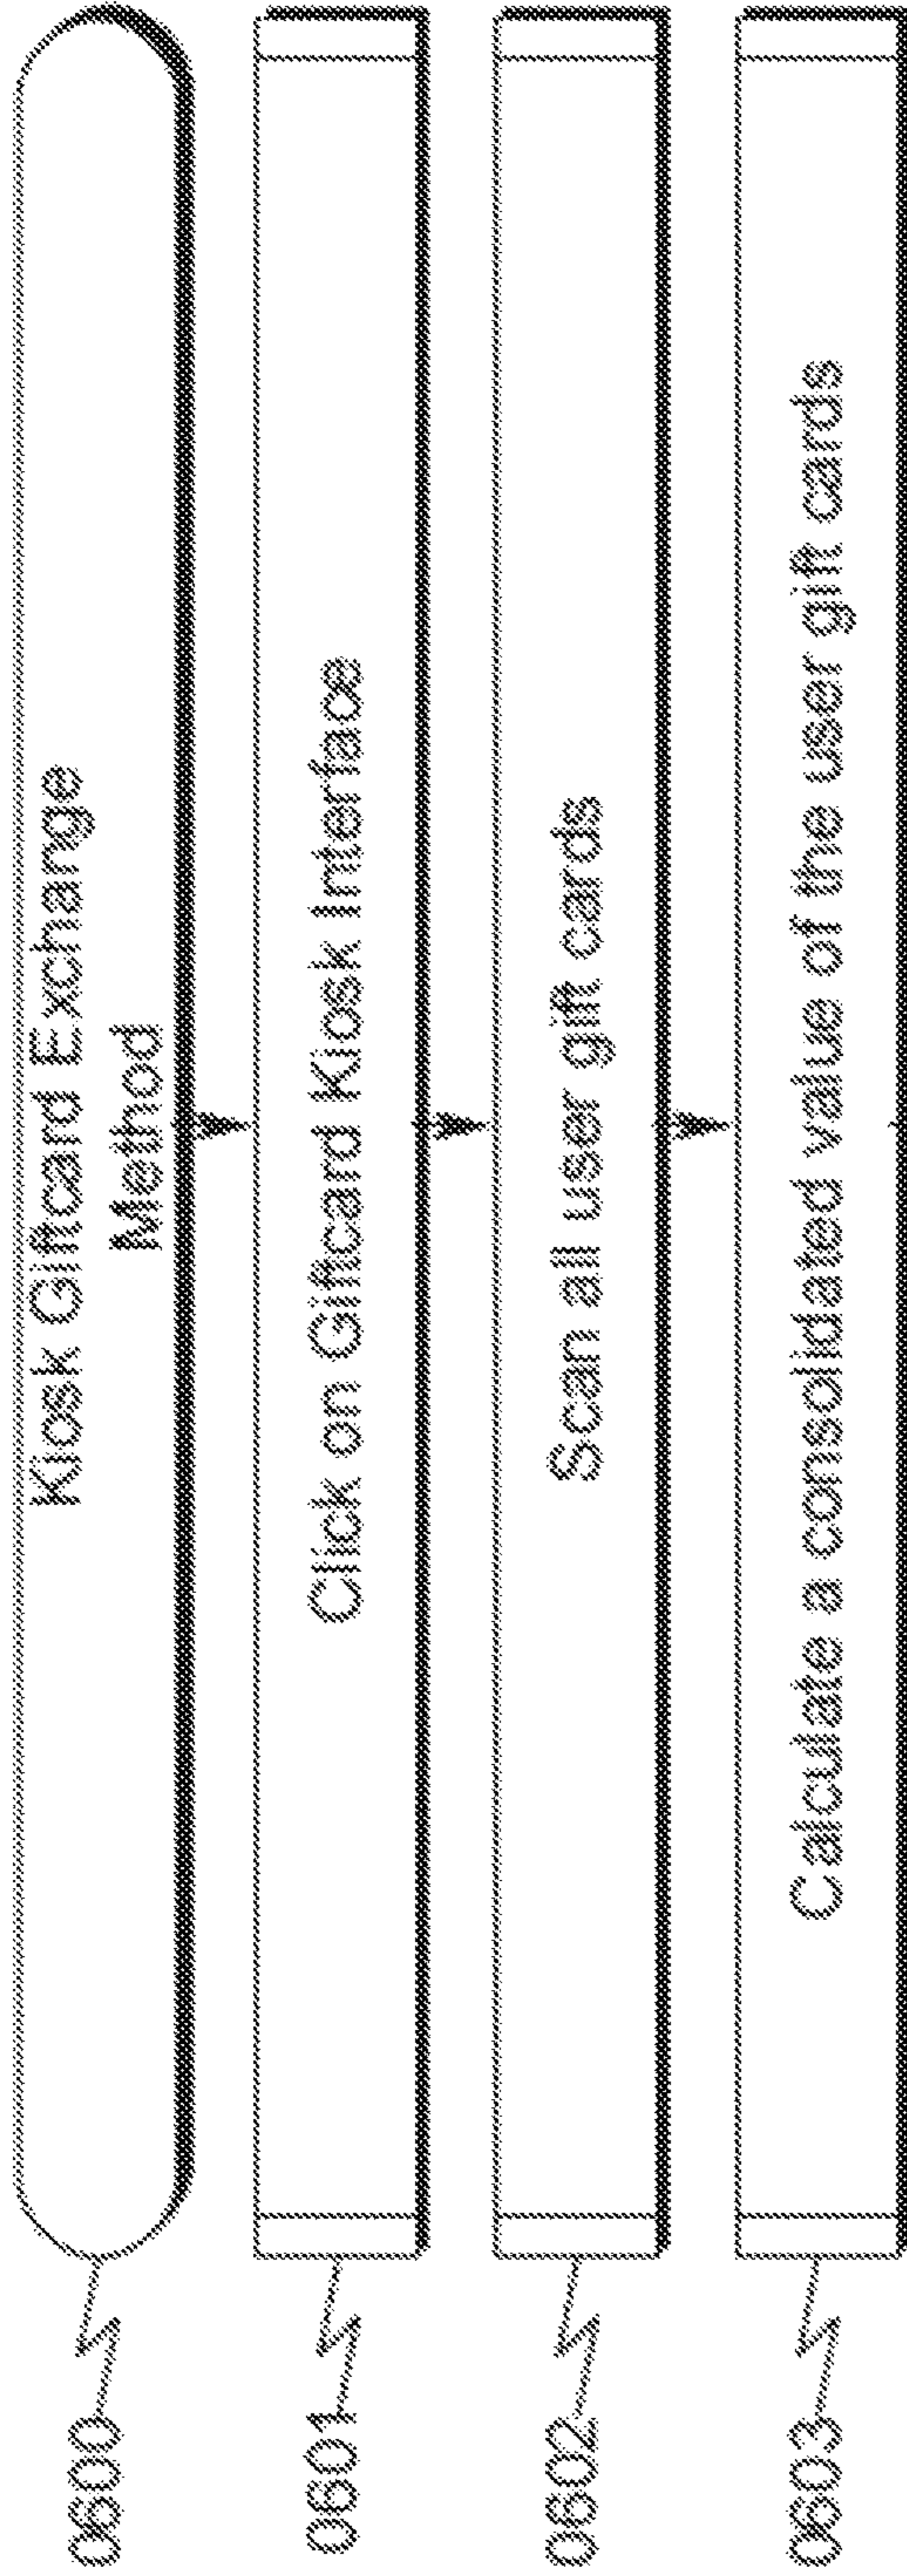 0600
Kiosk Giftcard Exchange
Method
0601
Click on Giftcard Kiosk Interface
0602
Scan all user gift cards
0603
Calculate a consolidated value of the user gift cards